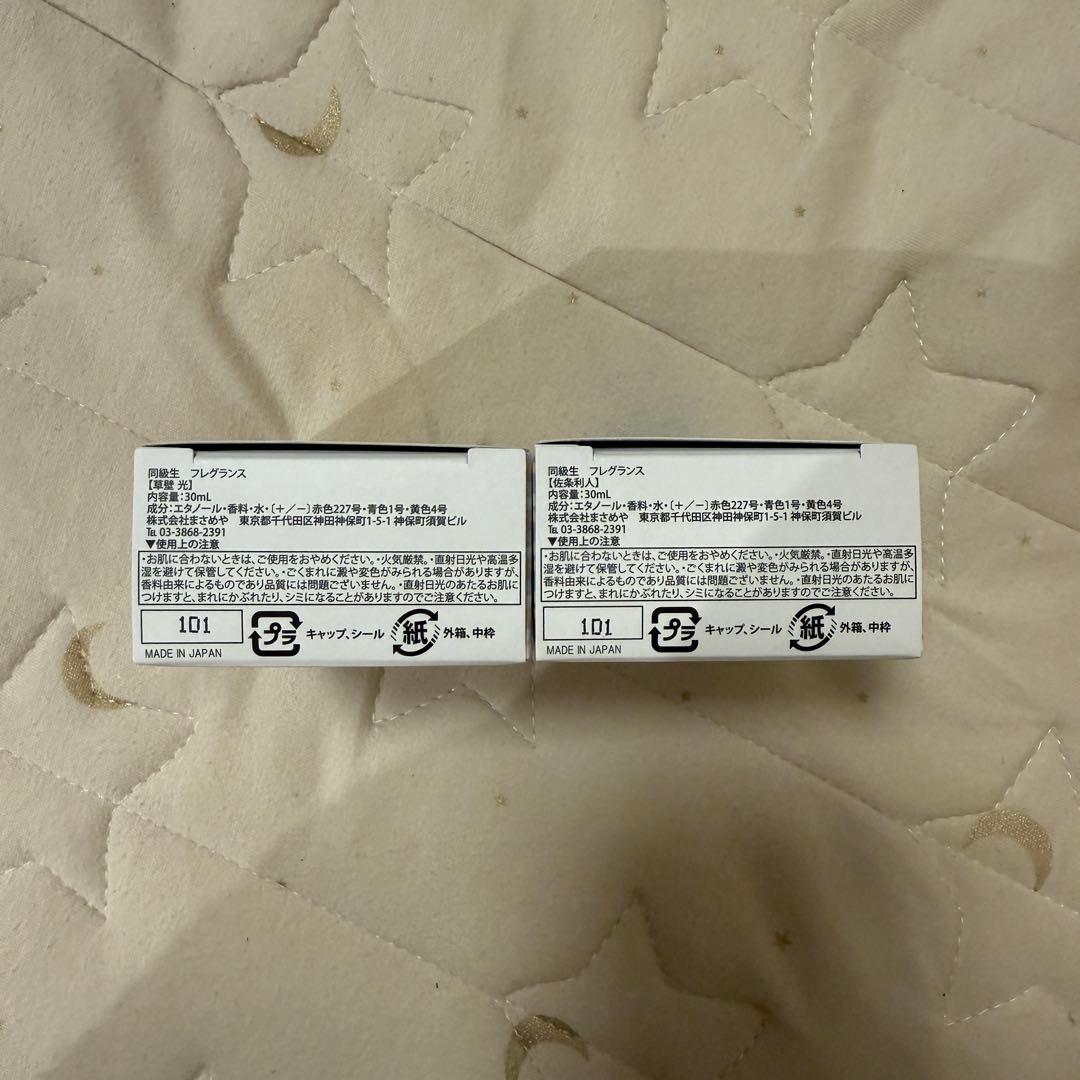 同級生　フレグランス
【草壁 光】
内容量：30mL
成分：エタノール・香料・水・〔＋／－〕赤色227号・青色1号・黄色4号
株式会社まさめや　東京都千代田区神田神保町1-5-1 神保町須賀ビル
℡ 03-3868-2391
▼使用上の注意
・お肌に合わないときは、ご使用をおやめください。・火気厳禁。・直射日光や高温多
湿を避けて保管してください。・ごくまれに澱や変色がみられる場合がありますが、
香料由来によるものであり品質には問題ございません。・直射日光のあたるお肌に
つけますと、まれにかぶれたり、シミになることがありますのでご注意ください。
101
プラ キャップ、シール
紙 外箱、中枠
MADE IN JAPAN
同級生　フレグランス
【佐条利人】
内容量：30mL
成分：エタノール・香料・水・〔＋／－〕赤色227号・青色1号・黄色4号
株式会社まさめや　東京都千代田区神田神保町1-5-1 神保町須賀ビル
℡ 03-3868-2391
▼使用上の注意
・お肌に合わないときは、ご使用をおやめください。・火気厳禁。・直射日光や高温多
湿を避けて保管してください。・ごくまれに澱や変色がみられる場合がありますが、
香料由来によるものであり品質には問題ございません。・直射日光のあたるお肌に
つけますと、まれにかぶれたり、シミになることがありますのでご注意ください。
101
プラ キャップ、シール
紙 外箱、中枠
MADE IN JAPAN